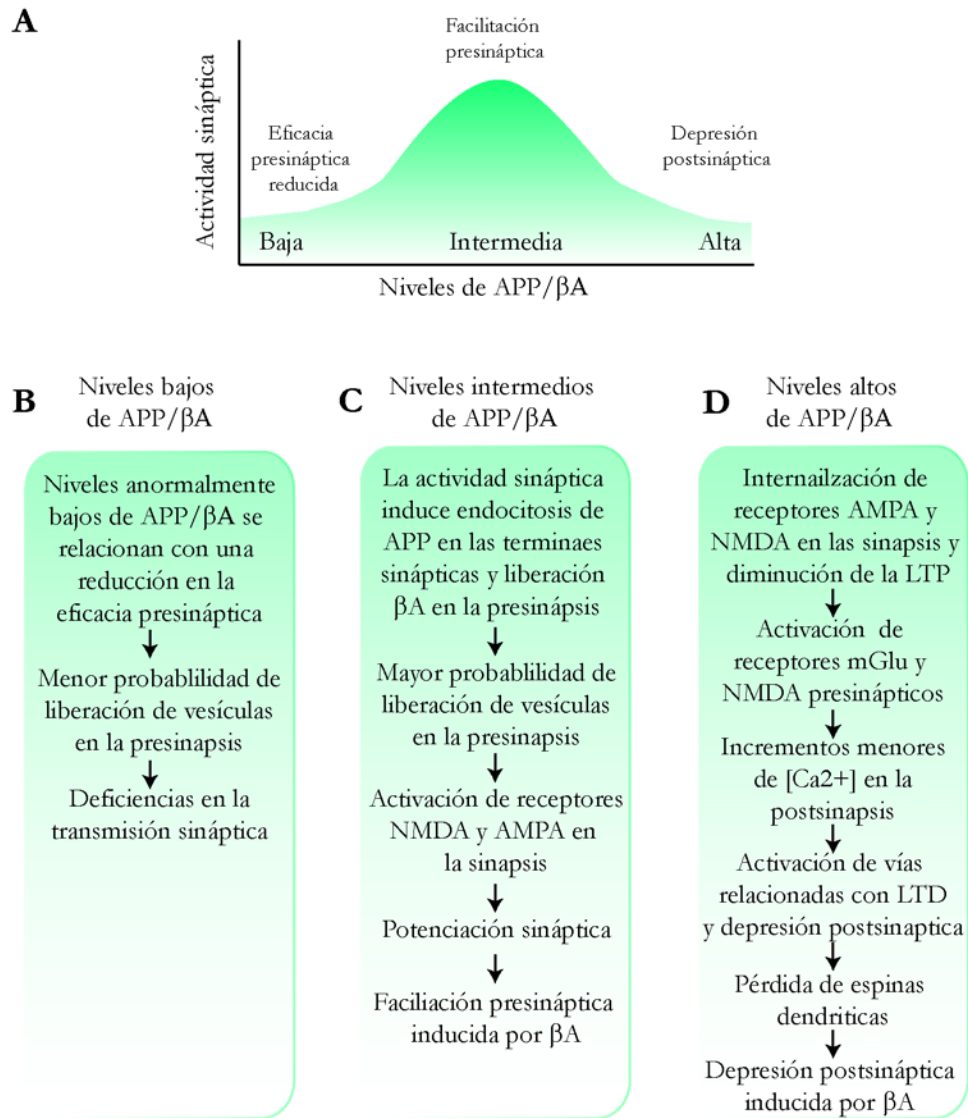 A
Actividad sináptica
Facilitación
presináptica
Eficacia
presináptica
reducida
Depresión
postsináptica
Baja
Intermedia
Alta
Niveles de APP/βA
B
Niveles bajos
de APP/βA
Niveles anormalmente
bajos de APP/βA se
relacionan con una
reducción en la
eficacia presináptica
Menor probablilidad de
liberación de vesículas
en la presinapsis
Deficiencias en la
transmisión sináptica
C
Niveles intermedios
de APP/βA
La actividad sináptica
induce endocitosis de
APP en las terminaes
sinápticas y liberación
βA en la presinápsis
Mayor probablilidad de
liberación de vesículas
en la presinapsis
Activación de receptores
NMDA y AMPA en
la sinapsis
Potenciación sináptica
Faciliación presináptica
inducida por βA
D
Niveles altos
de APP/βA
Internailzación de
receptores AMPA y
NMDA en las sinapsis y
diminución de la LTP
Activación de
receptores mGlu y
NMDA presinápticos
Incrementos menores
de [Ca2+] en la
postsinapsis
Activación de vías
relacionadas con LTD
y depresión postsinaptica
Pérdida de espinas
dendriticas
Depresión postsináptica
inducida por βA